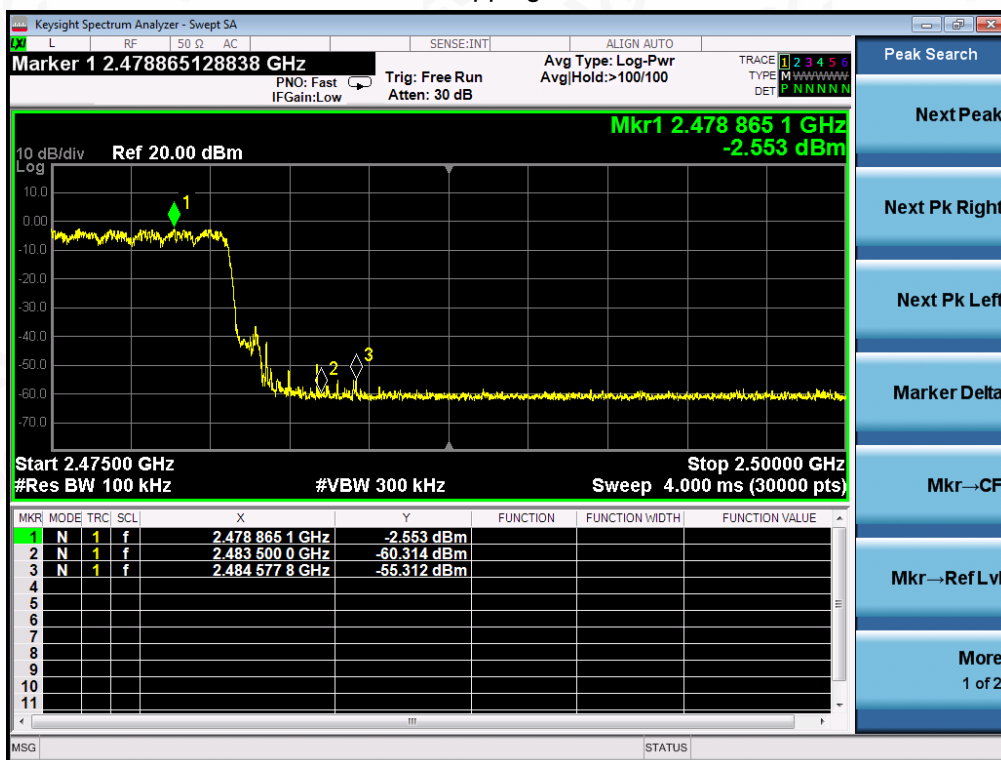 Keysight Spectrum Analyzer - Swept SA
LXI L RF 50 Ω AC SENSE:INT ALIGN AUTO
Marker 1 2.478865128838 GHz
PNO: Fast
IFGain:Low
Trig: Free Run
Atten: 30 dB
Avg Type: Log-Pwr
Avg|Hold:>100/100
TRACE 1 2 3 4 5 6
TYPE M WWWWW
DET P N N N N N
Mkr1 2.478 865 1 GHz
-2.553 dBm
10 dB/div Ref 20.00 dBm
Log
10.0
0.00
-10.0
-20.0
-30.0
-40.0
-50.0
-60.0
-70.0
1
2
3
Start 2.47500 GHz Stop 2.50000 GHz
#Res BW 100 kHz #VBW 300 kHz Sweep 4.000 ms (30000 pts)
MKR MODE TRC SCL X Y FUNCTION FUNCTION WIDTH FUNCTION VALUE
1 N 1 f 2.478 865 1 GHz -2.553 dBm
2 N 1 f 2.483 500 0 GHz -60.314 dBm
3 N 1 f 2.484 577 8 GHz -55.312 dBm
4
5
6
7
8
9
10
11
MSG STATUS
Peak Search
Next Peak
Next Pk Right
Next Pk Left
Marker Delta
Mkr→CF
Mkr→Ref Lvl
More
1 of 2